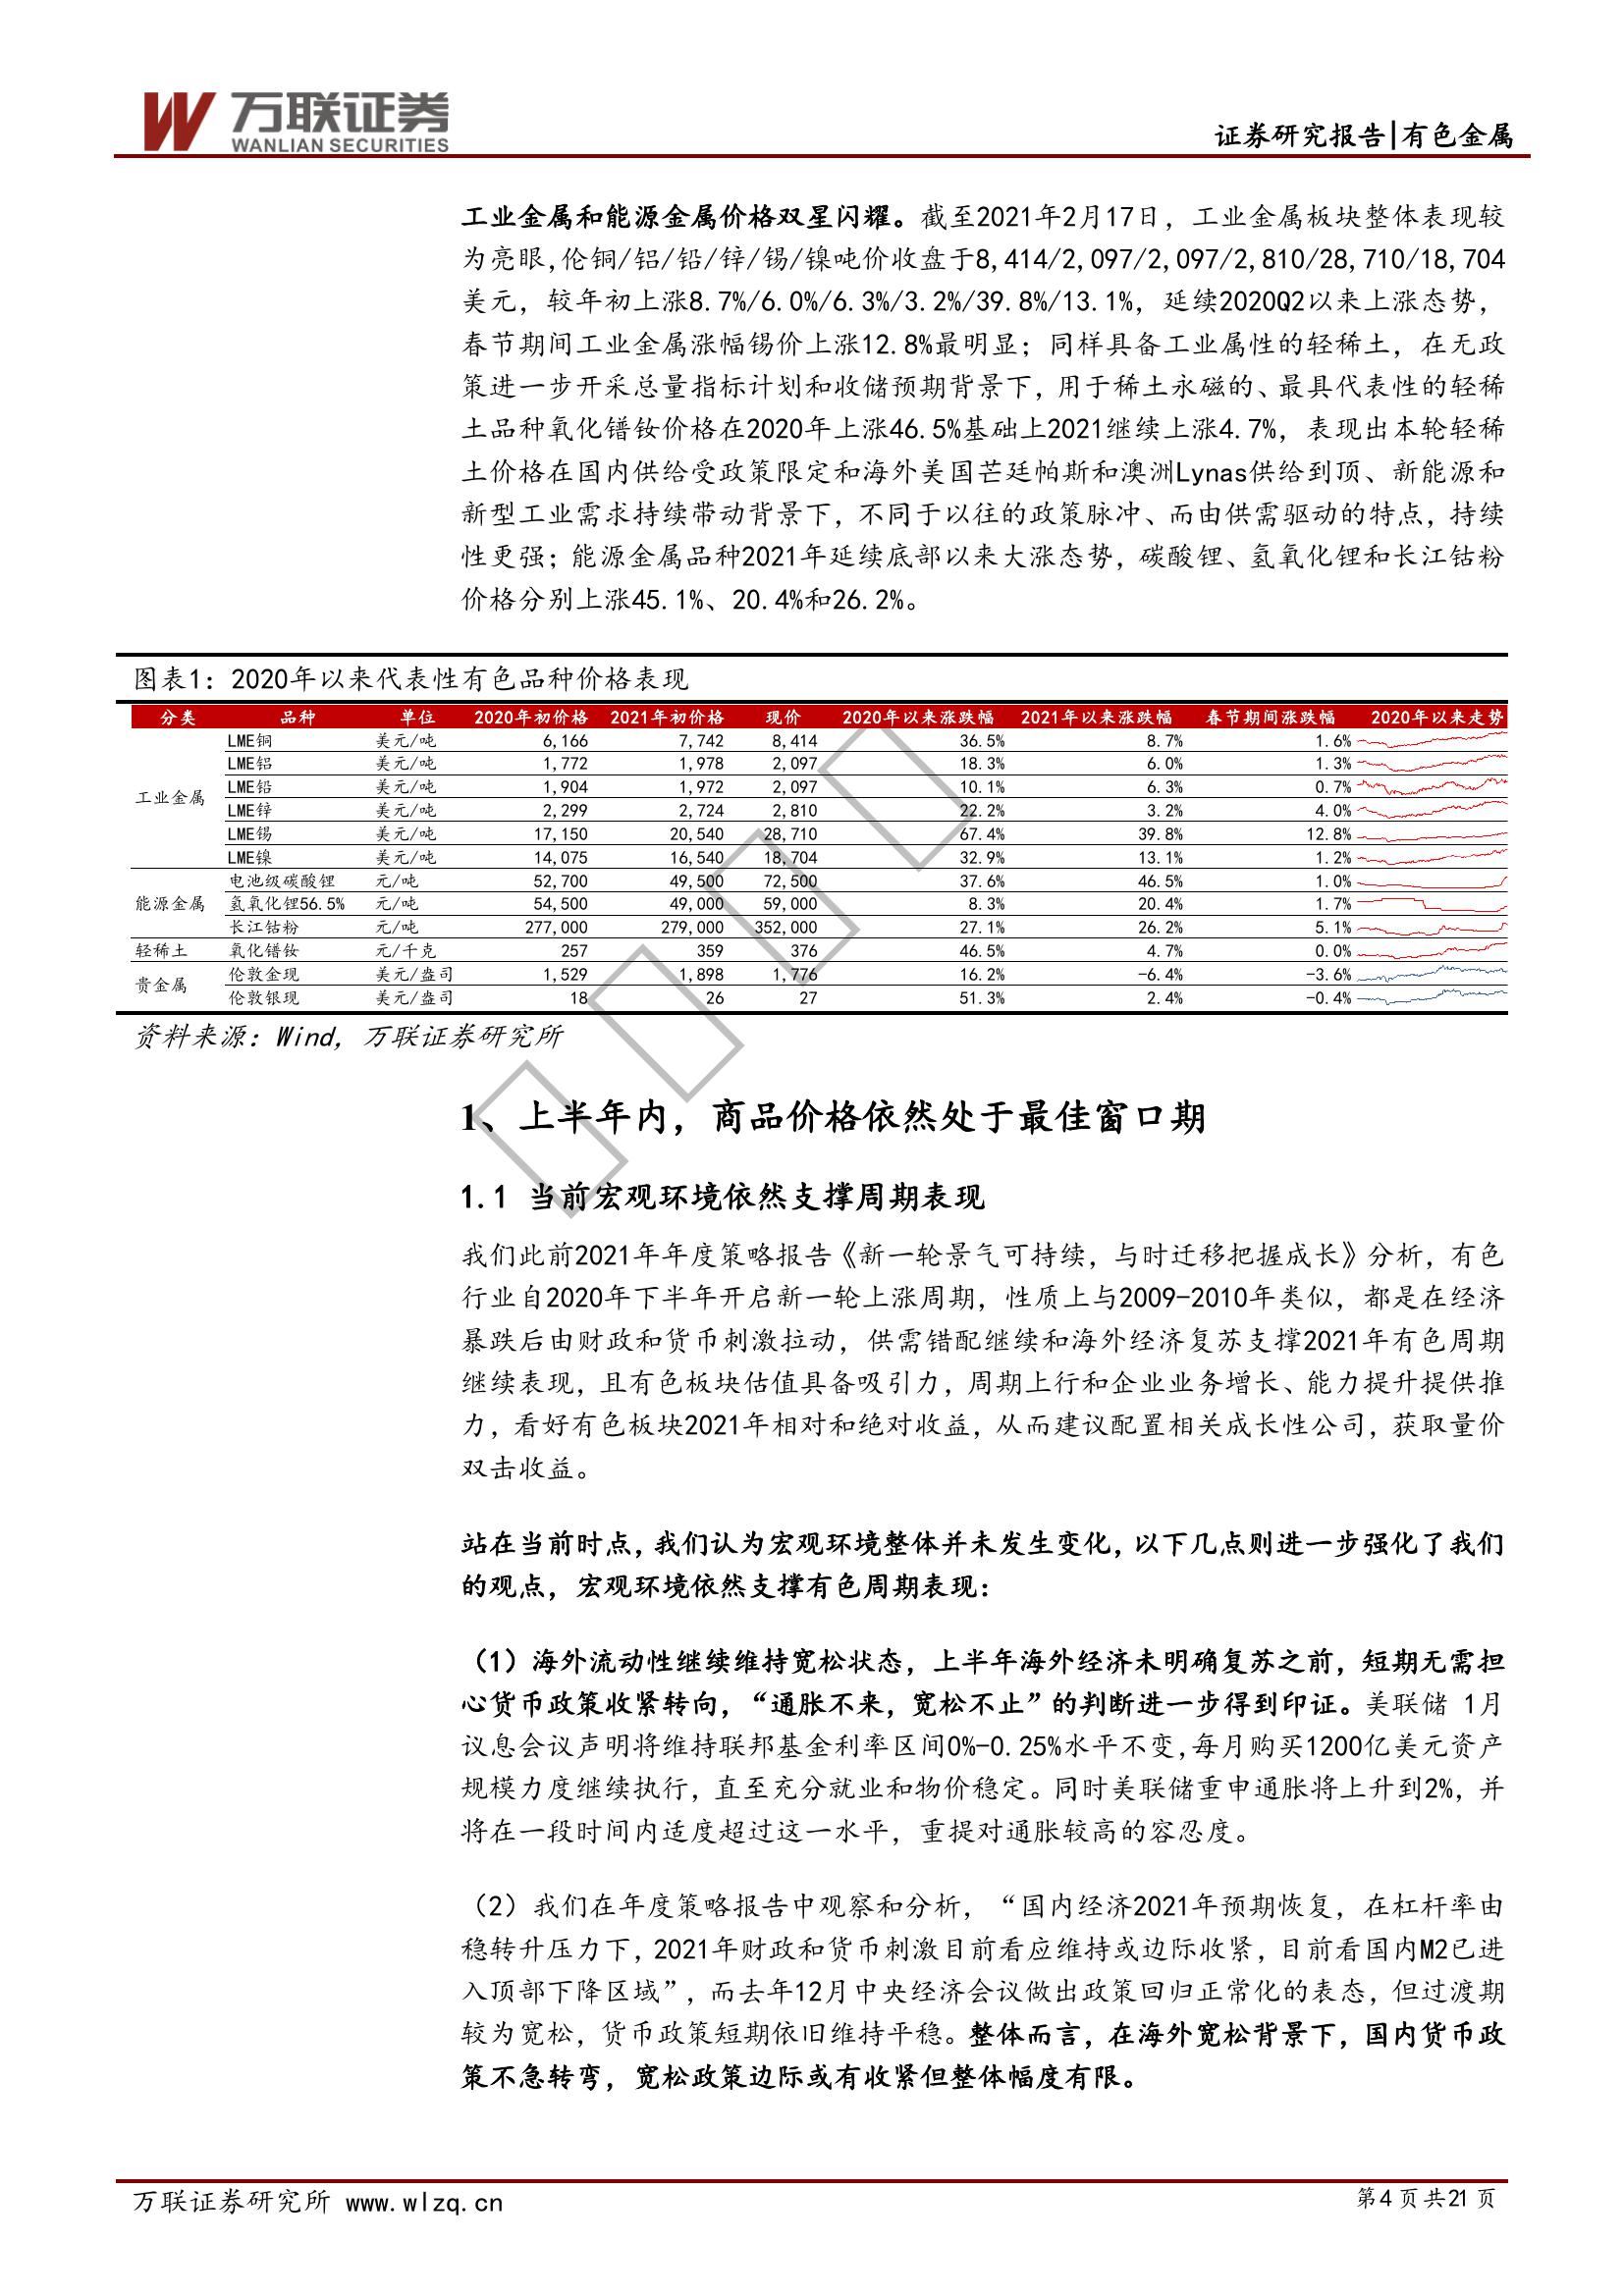 万联证券
WANLIAN SECURITIES
证券研究报告|有色金属
工业金属和能源金属价格双星闪耀。截至2021年2月17日，工业金属板块整体表现较
为亮眼,伦铜/铝/铅/锌/锡/镍吨价收盘于8,414/2,097/2,097/2,810/28,710/18,704
美元，较年初上涨8.7%/6.0%/6.3%/3.2%/39.8%/13.1%，延续2020Q2以来上涨态势，
春节期间工业金属涨幅锡价上涨12.8%最明显；同样具备工业属性的轻稀土，在无政
策进一步开采总量指标计划和收储预期背景下，用于稀土永磁的、最具代表性的轻稀
土品种氧化镨钕价格在2020年上涨46.5%基础上2021继续上涨4.7%，表现出本轮轻稀
土价格在国内供给受政策限定和海外美国芒廷帕斯和澳洲Lynas供给到顶、新能源和
新型工业需求持续带动背景下，不同于以往的政策脉冲、而由供需驱动的特点，持续
性更强；能源金属品种2021年延续底部以来大涨态势，碳酸锂、氢氧化锂和长江钴粉
价格分别上涨45.1%、20.4%和26.2%。
图表1：2020年以来代表性有色品种价格表现
分类 品种 单位 2020年初价格 2021年初价格 现价 2020年以来涨跌幅 2021年以来涨跌幅 春节期间涨跌幅 2020年以来走势
工业金属 LME铜 美元/吨 6,166 7,742 8,414 36.5% 8.7% 1.6%
LME铝 美元/吨 1,772 1,978 2,097 18.3% 6.0% 1.3%
LME铅 美元/吨 1,904 1,972 2,097 10.1% 6.3% 0.7%
LME锌 美元/吨 2,299 2,724 2,810 22.2% 3.2% 4.0%
LME锡 美元/吨 17,150 20,540 28,710 67.4% 39.8% 12.8%
LME镍 美元/吨 14,075 16,540 18,704 32.9% 13.1% 1.2%
能源金属 电池级碳酸锂 元/吨 52,700 49,500 72,500 37.6% 46.5% 1.0%
氢氧化锂56.5% 元/吨 54,500 49,000 59,000 8.3% 20.4% 1.7%
长江钴粉 元/吨 277,000 279,000 352,000 27.1% 26.2% 5.1%
轻稀土 氧化镨钕 元/千克 257 359 376 46.5% 4.7% 0.0%
贵金属 伦敦金现 美元/盎司 1,529 1,898 1,776 16.2% -6.4% -3.6%
伦敦银现 美元/盎司 18 26 27 51.3% 2.4% -0.4%
资料来源：Wind，万联证券研究所
1、上半年内，商品价格依然处于最佳窗口期
1.1 当前宏观环境依然支撑周期表现
我们此前2021年年度策略报告《新一轮景气可持续，与时迁移把握成长》分析，有色
行业自2020年下半年开启新一轮上涨周期，性质上与2009-2010年类似，都是在经济
暴跌后由财政和货币刺激拉动，供需错配继续和海外经济复苏支撑2021年有色周期
继续表现，且有色板块估值具备吸引力，周期上行和企业业务增长、能力提升提供推
力，看好有色板块2021年相对和绝对收益，从而建议配置相关成长性公司，获取量价
双击收益。
站在当前时点，我们认为宏观环境整体并未发生变化，以下几点则进一步强化了我们
的观点，宏观环境依然支撑有色周期表现：
（1）海外流动性继续维持宽松状态，上半年海外经济未明确复苏之前，短期无需担
心货币政策收紧转向，“通胀不来，宽松不止”的判断进一步得到印证。美联储 1月
议息会议声明将维持联邦基金利率区间0%-0.25%水平不变，每月购买1200亿美元资产
规模力度继续执行，直至充分就业和物价稳定。同时美联储重申通胀将上升到2%，并
将在一段时间内适度超过这一水平，重提对通胀较高的容忍度。
（2）我们在年度策略报告中观察和分析，“国内经济2021年预期恢复，在杠杆率由
稳转升压力下，2021年财政和货币刺激目前看应维持或边际收紧，目前看国内M2已进
入顶部下降区域”，而去年12月中央经济会议做出政策回归正常化的表态，但过渡期
较为宽松，货币政策短期依旧维持平稳。整体而言，在海外宽松背景下，国内货币政
策不急转弯，宽松政策边际或有收紧但整体幅度有限。
万联证券研究所 www.wlzq.cn
第4页共21页